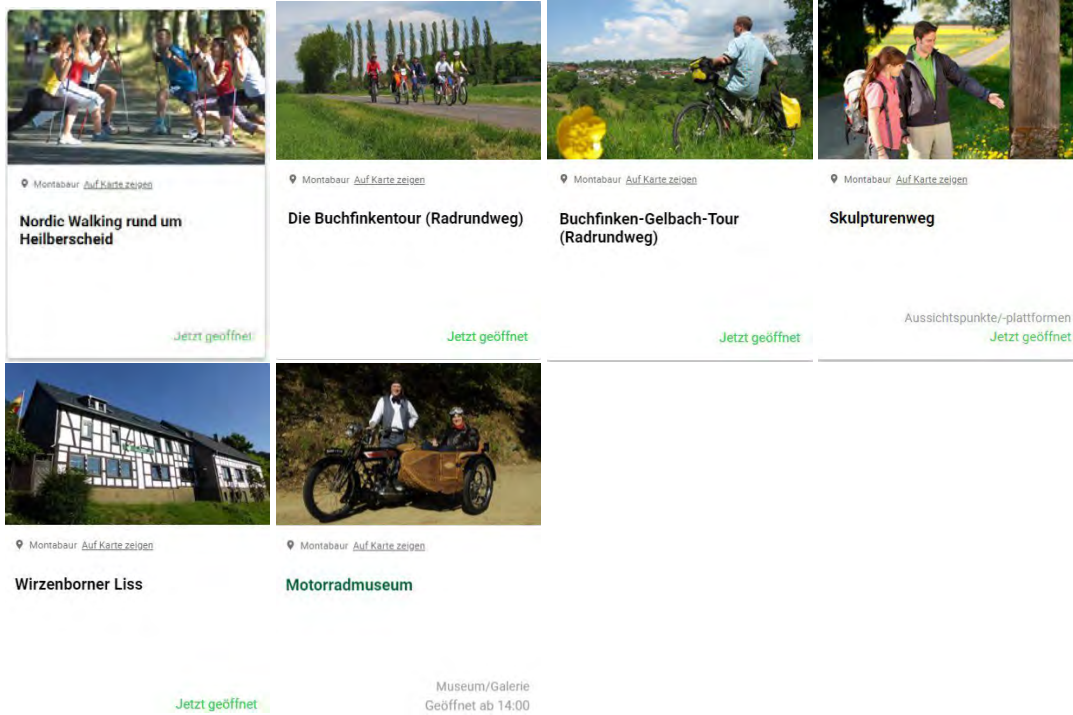 Montabaur Auf Karte zeigen
Nordic Walking rund um
Heilberscheid
Jetzt geöffnet
Montabaur Auf Karte zeigen
Die Buchfinkentour (Radrundweg)
Jetzt geöffnet
Montabaur Auf Karte zeigen
Buchfinken-Gelbach-Tour
(Radrundweg)
Jetzt geöffnet
Montabaur Auf Karte zeigen
Skulpturenweg
Aussichtspunkte/-plattformen
Jetzt geöffnet
Montabaur Auf Karte zeigen
Wirzenborner Liss
Jetzt geöffnet
Montabaur Auf Karte zeigen
Motorradmuseum
Museum/Galerie
Geöffnet ab 14:00